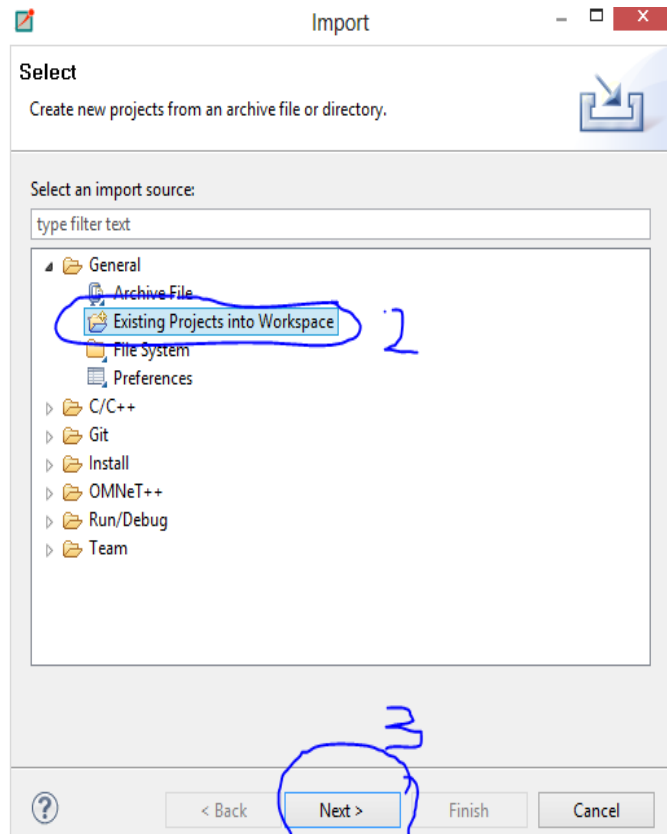 Import
Select
Create new projects from an archive file or directory.
Select an import source:
type filter text
General
Archive File
Existing Projects into Workspace
2
File System
Preferences
C/C++
Git
Install
OMNeT++
Run/Debug
Team
3
< Back Next > Finish Cancel